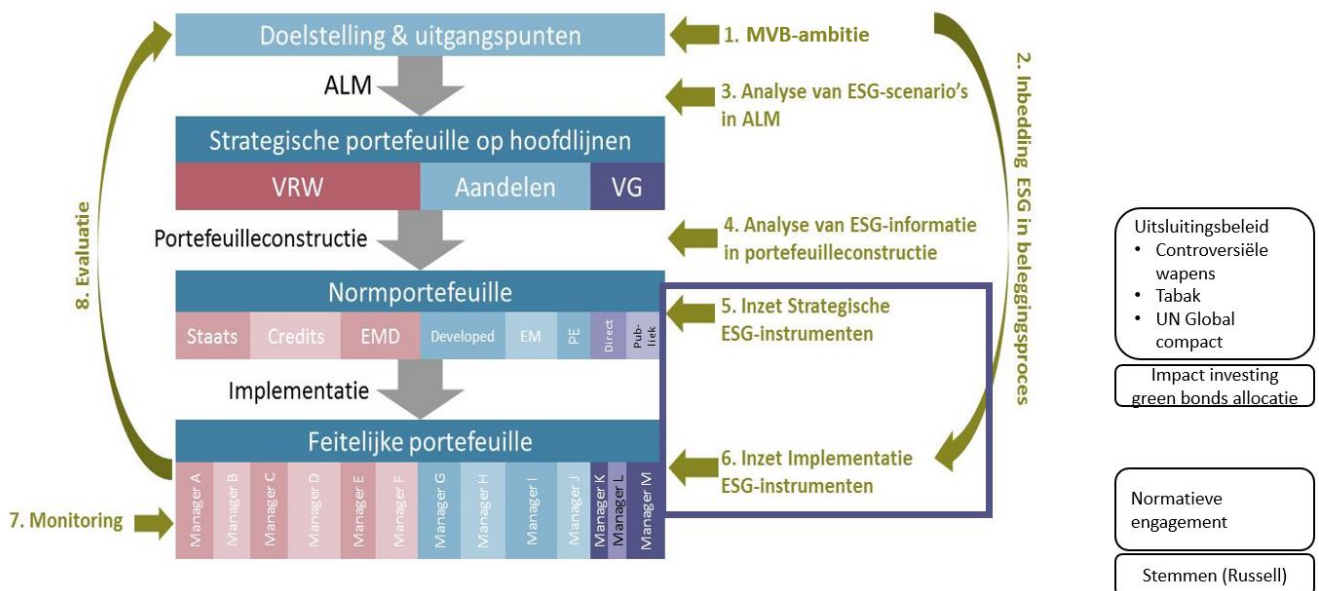 Doelstelling & uitgangspunten
1. MVB-ambitie
ALM
3. Analyse van ESG-scenario's
in ALM
Strategische portefeuille op hoofdlijnen
VRW
Aandelen
VG
Portefeuilleconstructie
4. Analyse van ESG-informatie
in portefeuilleconstructie
Normportefeuille
Staats
Credits
EMD
Developed
EM
PE
Direct
Pub-
liek
5. Inzet Strategische
ESG-instrumenten
Implementatie
Feitelijke portefeuille
Manager A
Manager B
Manager C
Manager D
Manager E
Manager F
Manager G
Manager H
Manager I
Manager J
Manager K
Manager L
Manager M
6. Inzet Implementatie
ESG-instrumenten
7. Monitoring
8. Evaluatie
2. Inbedding ESG in beleggingsproces
Uitsluitingsbeleid
• Controversiële
wapens
• Tabak
• UN Global
compact
Impact investing
green bonds allocatie
Normatieve
engagement
Stemmen (Russell)